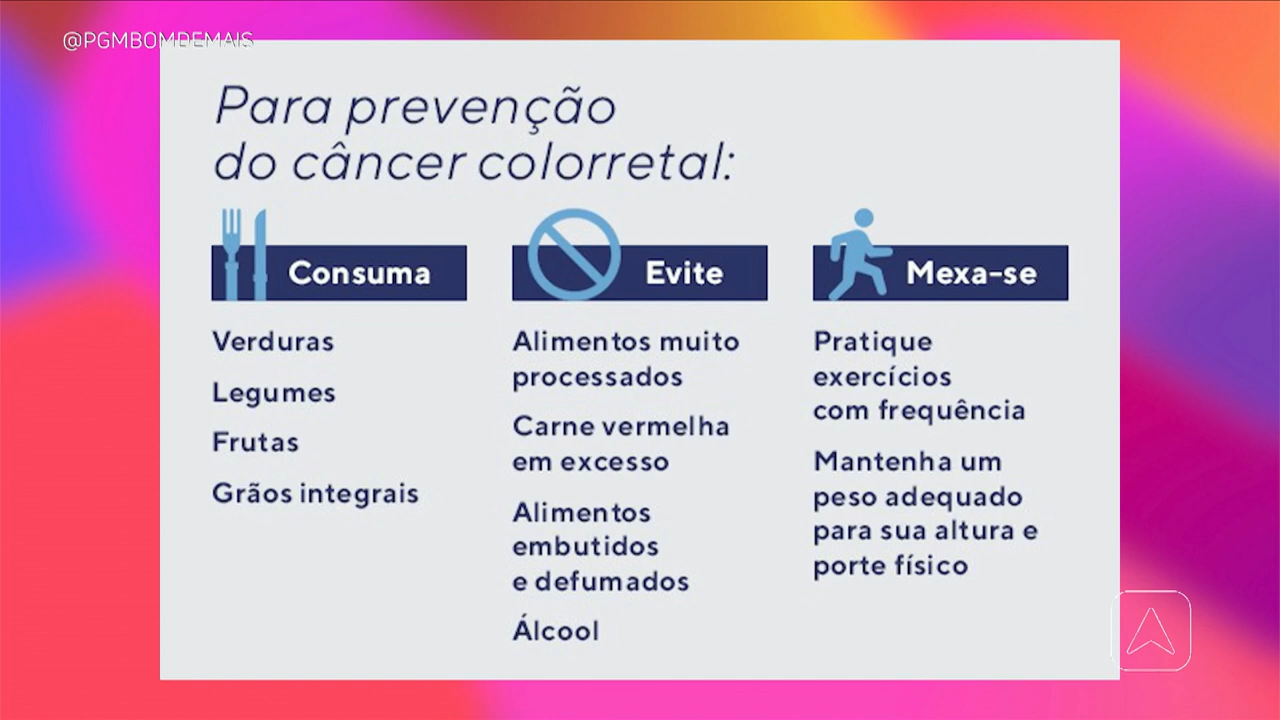 @PGMBOMDEMAIS
Para prevenção
do câncer colorretal:
Consuma
Verduras
Legumes
Frutas
Grãos integrais
Evite
Alimentos muito
processados
Carne vermelha
em excesso
Alimentos
embutidos
e defumados
Álcool
Mexa-se
Pratique
exercícios
com frequência
Mantenha um
peso adequado
para sua altura e
porte físico